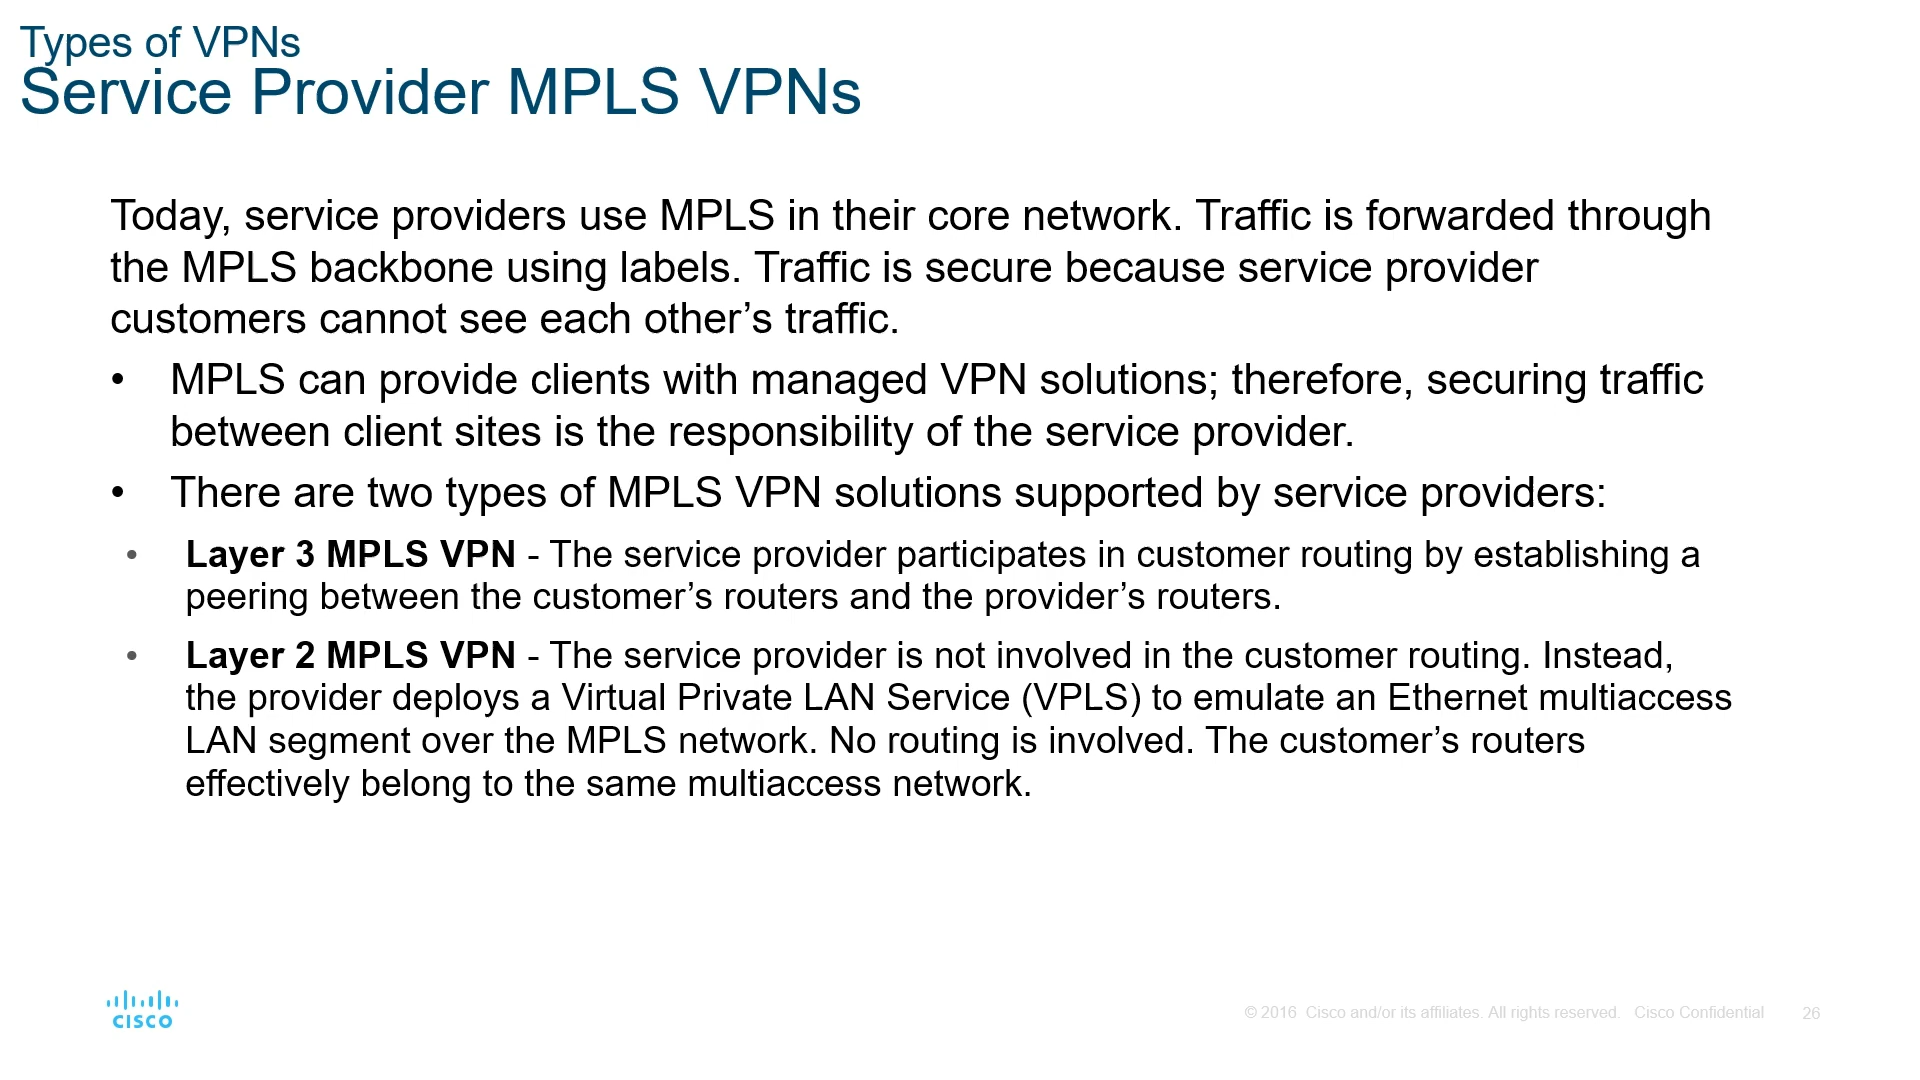 Types of VPNs
Service Provider MPLS VPNs
Today, service providers use MPLS in their core network. Traffic is forwarded through
the MPLS backbone using labels. Traffic is secure because service provider
customers cannot see each other’s traffic.
• MPLS can provide clients with managed VPN solutions; therefore, securing traffic
between client sites is the responsibility of the service provider.
• There are two types of MPLS VPN solutions supported by service providers:
• Layer 3 MPLS VPN - The service provider participates in customer routing by establishing a
peering between the customer’s routers and the provider’s routers.
• Layer 2 MPLS VPN - The service provider is not involved in the customer routing. Instead,
the provider deploys a Virtual Private LAN Service (VPLS) to emulate an Ethernet multiaccess
LAN segment over the MPLS network. No routing is involved. The customer’s routers
effectively belong to the same multiaccess network.
CISCO
© 2016 Cisco and/or its affiliates. All rights reserved. Cisco Confidential 26